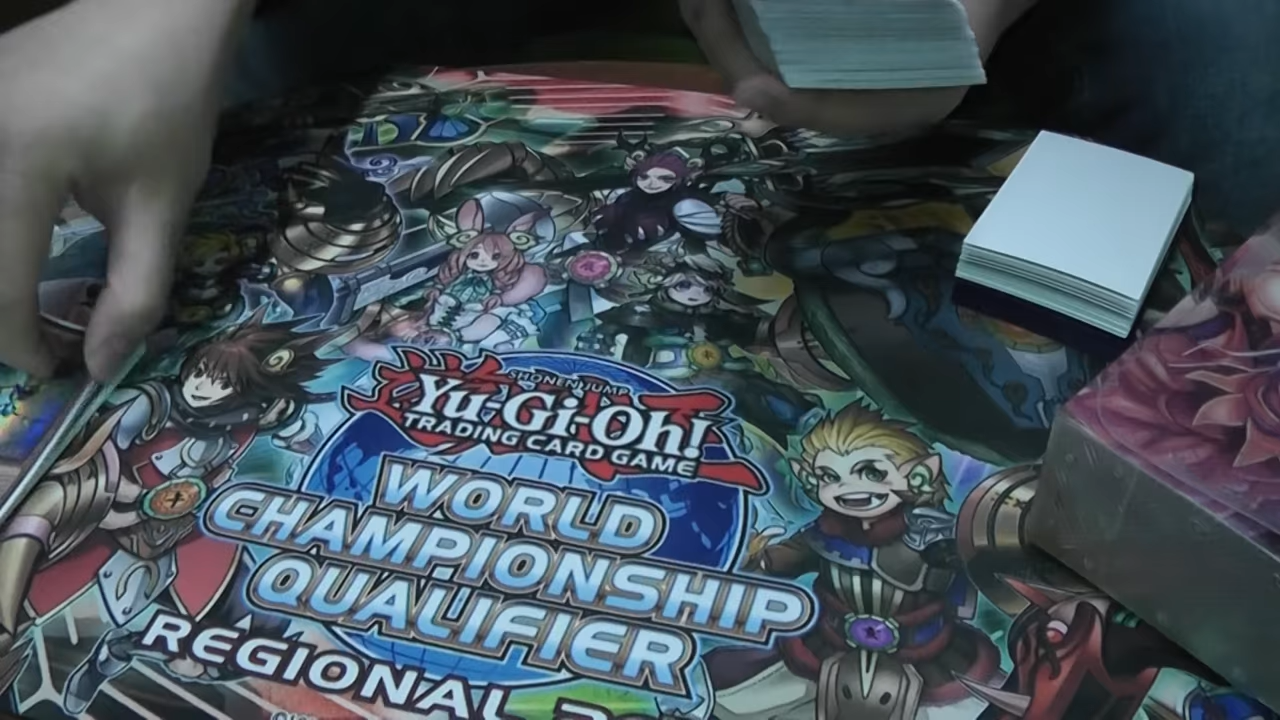 SHONEN JUMP
Yu-Gi-Oh!
TRADING CARD GAME
WORLD
CHAMPIONSHIP
QUALIFIER
REGIONAL